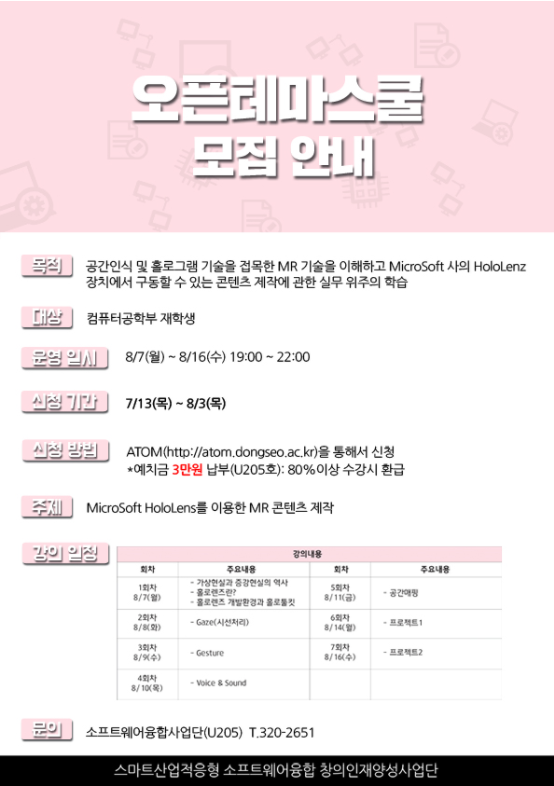 오픈테마스쿨
모집 안내
목적
공간인식 및 홀로그램 기술을 접목한 MR 기술을 이해하고 MicroSoft 사의 HoloLenz
장치에서 구동할 수 있는 콘텐츠 제작에 관한 실무 위주의 학습
대상
컴퓨터공학부 재학생
운영 일시
8/7(월) ~ 8/16(수) 19:00 ~ 22:00
신청 기간
7/13(목) ~ 8/3(목)
신청 방법
ATOM(http://atom.dongseo.ac.kr)을 통해서 신청
*예치금 3만원 납부(U205호): 80%이상 수강시 환급
주제
MicroSoft HoloLens를 이용한 MR 콘텐츠 제작
강의 일정
강의내용
회차 주요내용 회차 주요내용
1회차
8/7(월)
- 가상현실과 증강현실의 역사
- 홀로렌즈란?
- 홀로렌즈 개발환경과 홀로툴킷
5회차
8/11(금)
- 공간매핑
2회차
8/8(화)
- Gaze(시선처리)
6회차
8/14(월)
- 프로젝트1
3회차
8/9(수)
- Gesture
7회차
8/16(수)
- 프로젝트2
4회차
8/10(목)
- Voice & Sound
문의
소프트웨어융합사업단(U205) T.320-2651
스마트산업적응형 소프트웨어융합 창의인재양성사업단